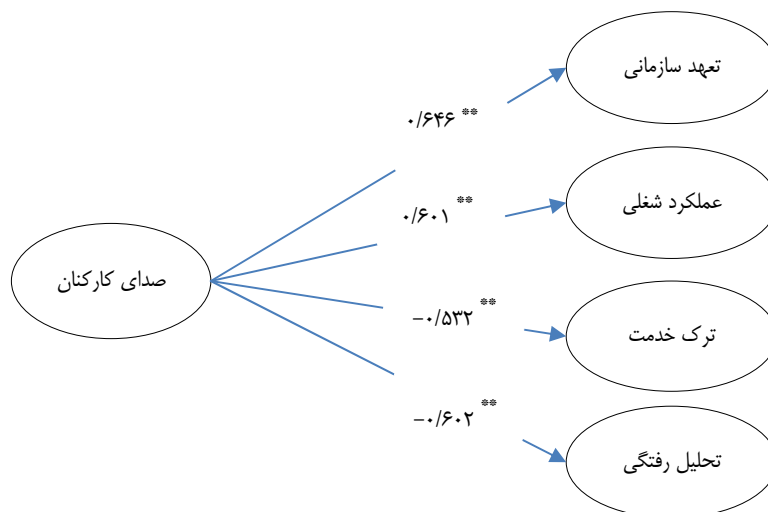 تعهد سازمانی
۰/۶۴۶ **
عملکرد شغلی
۰/۶۰۱ **
صدای کارکنان
ترک خدمت
-۰/۵۳۲ **
تحلیل رفتگی
-۰/۶۰۲ **